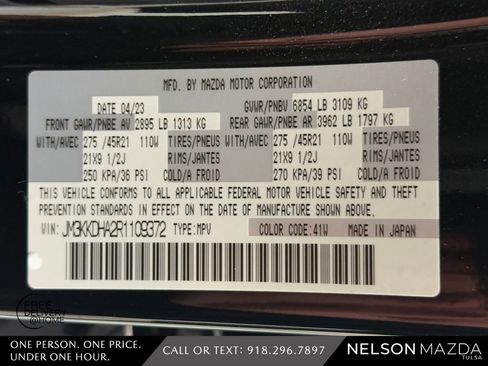 MFD. BY MAZDA MOTOR CORPORATION
DATE 04/23 GVWR/PNBV 6854 LB 3109 KG
FRONT GAWR/PNBE AV 2895 LB 1313 KG REAR GAWR/PNBE AR 3962 LB 1797 KG
WITH/AVEC 275 /45R21 110W TIRES/PNEUS WITH/AVEC 275 /45R21 110W TIRES/PNEUS
21X9 1/2J RIMS/JANTES 21X9 1/2J RIMS/JANTES
250 KPA/36 PSI COLD/A FROID 270 KPA/39 PSI COLD/A FROID
THIS VEHICLE CONFORMS TO ALL APPLICABLE FEDERAL MOTOR VEHICLE SAFETY AND THEFT
PREVENTION STANDARDS IN EFFECT ON THE DATE OF MANUFACTURE SHOWN ABOVE.
VIN: JM3KKDHA2R1109372 TYPE:MPV COLOR CODE:41W MADE IN JAPAN
FREE
DELIVERY
@HOME
ONE PERSON. ONE PRICE.
UNDER ONE HOUR.
CALL OR TEXT: 918.296.7897
NELSON MAZDA
TULSA